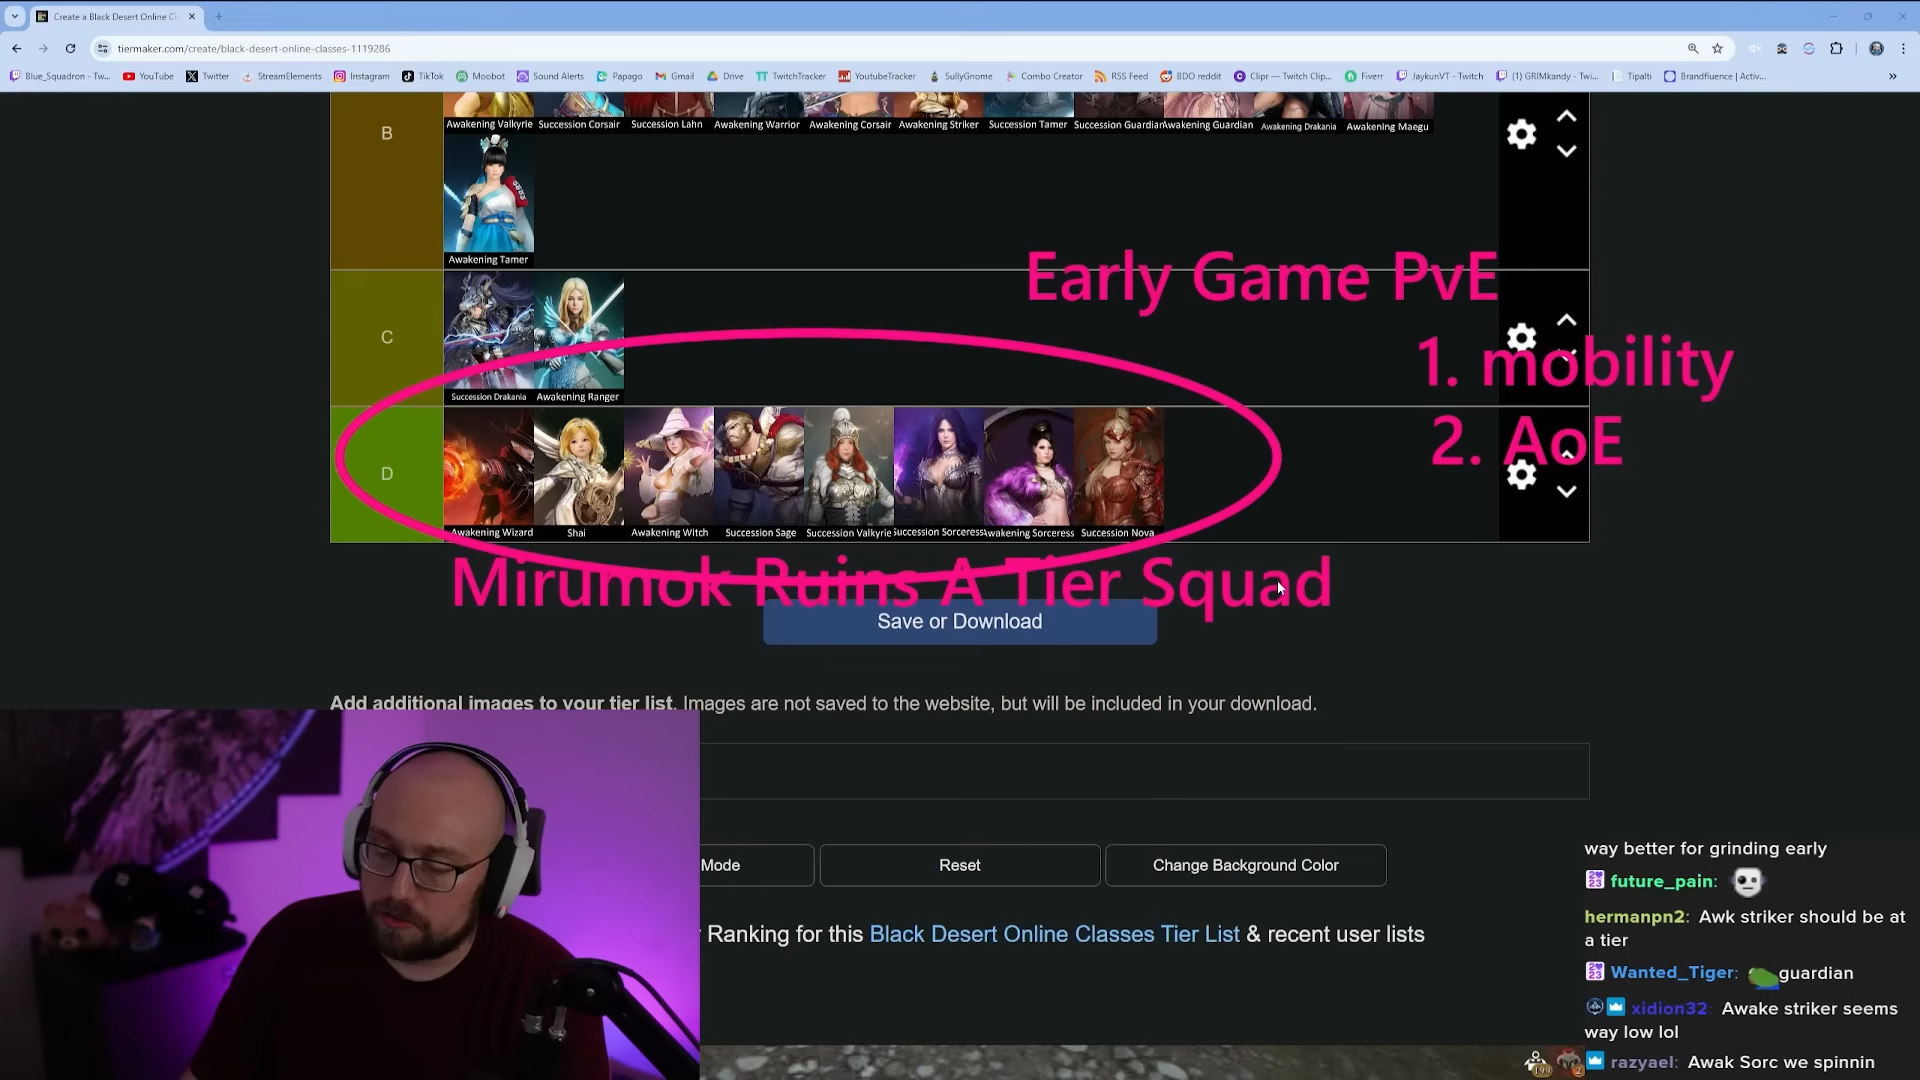 Create a Black Desert Online Cl
tiermaker.com/create/black-desert-online-classes-1119286
Blue_Squadron - Tw... YouTube Twitter StreamElements Instagram TikTok Moobot Sound Alerts Papago Gmail Drive TwitchTracker YoutubeTracker SullyGnome Combo Creator RSS Feed BDO reddit Clipr — Twitch Clip... Fiverr JaykunVT - Twitch (1) GRIMkandy - Twi... Tipalti Brandfluence | Activ...
B
Awakening Valkyrie Succession Corsair Succession Lahn Awakening Warrior Awakening Corsair Awakening Striker Succession Tamer Succession Guardian Awakening Guardian Awakening Drakania Awakening Maegu
Awakening Tamer
Early Game PvE
C
1. mobility
Succession Drakania Awakening Ranger
2. AoE
D
Awakening Wizard Shai Awakening Witch Succession Sage Succession Valkyrie Succession Sorceress Awakening Sorceress Succession Nova
Mirumok Ruins A Tier Squad
Save or Download
Add additional images to your tier list. Images are not saved to the website, but will be included in your download.
Mode Reset Change Background Color
Ranking for this Black Desert Online Classes Tier List & recent user lists
way better for grinding early
future_pain:
hermanpn2: Awk striker should be at
a tier
Wanted_Tiger: guardian
xidion32: Awake striker seems
way low lol
razyael: Awak Sorc we spinnin